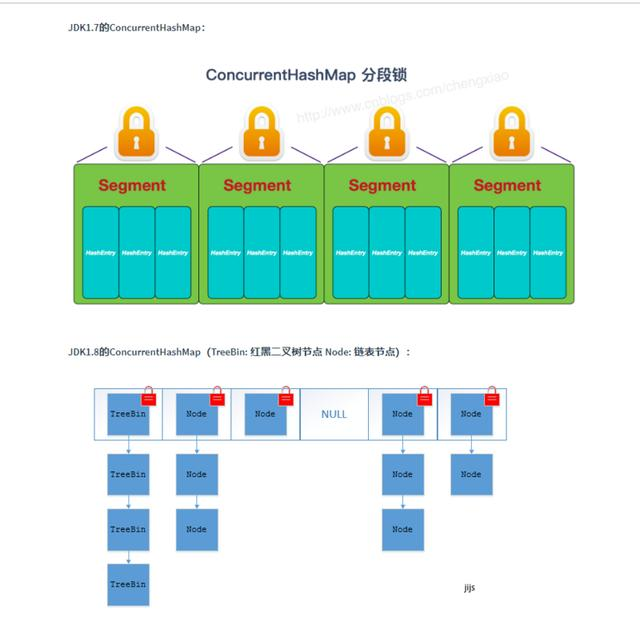 JDK1.7的ConcurrentHashMap：
ConcurrentHashMap 分段锁
http://www.cnblogs.com/chengxiao
Segment Segment Segment Segment
HashEntry HashEntry HashEntry HashEntry HashEntry HashEntry HashEntry HashEntry HashEntry HashEntry HashEntry HashEntry
JDK1.8的ConcurrentHashMap（TreeBin: 红黑二叉树节点 Node: 链表节点）：
TreeBin Node Node NULL Node Node
TreeBin Node Node Node
TreeBin Node Node
TreeBin
jijs